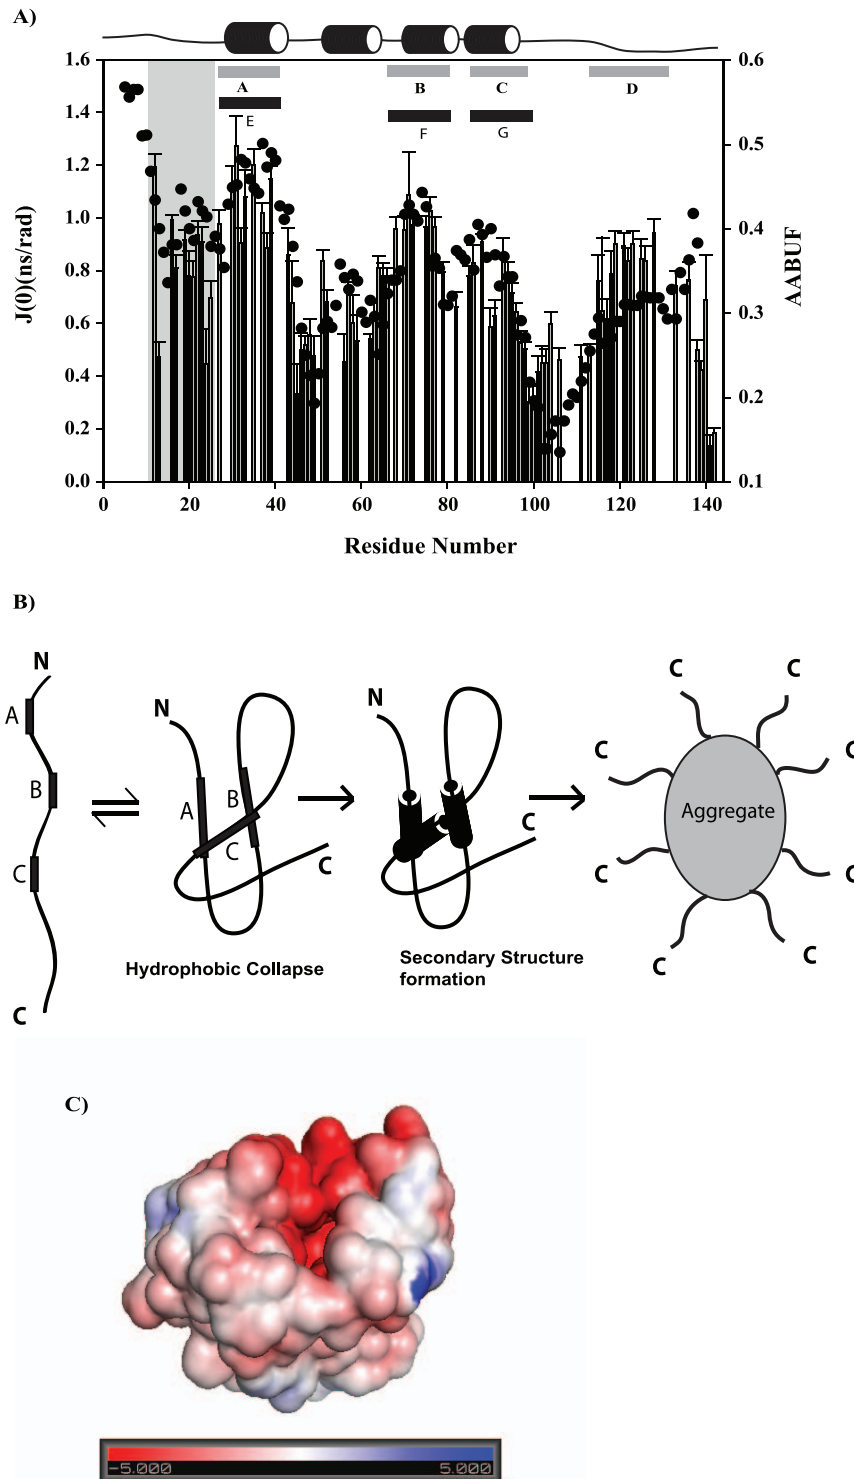 A)
1.6
1.4
1.2
1.0
0.8
0.6
0.4
0.2
0.0
J(0)(ns/rad)
0.6
0.5
0.4
0.3
0.2
0.1
AABUF
A B C D
E F G
0 20 40 60 80 100 120 140
Residue Number
B)
N
A
B
C
C
N
A
B
C
C
Hydrophobic Collapse
N
C
Secondary Structure
formation
C C
C C
Aggregate
C C
C C
C)
-5.000 5.000